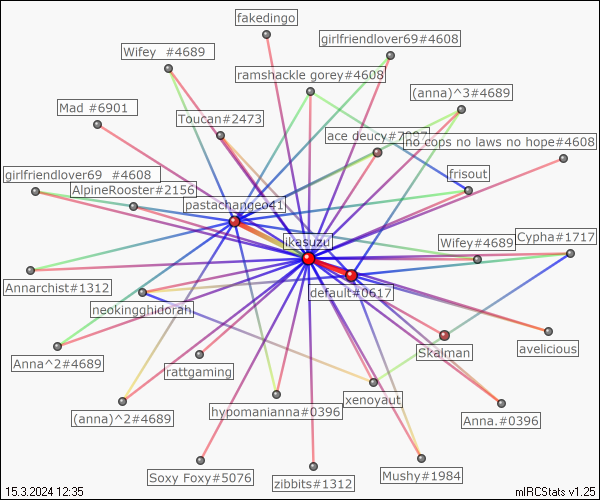 fakedingo
girlfriendlover69#4608
Wifey  #4689
ramshackle gorey#4608
(anna)^3#4689
Mad #6901
Toucan#2473
ace deucy#7097
no cops no laws no hope#4608
girlfriendlover69  #4608
frisout
AlpineRooster#2156
pastachangeo41
ikasuzu
Wifey#4689
Cypha#1717
Annarchist#1312
default#0617
neokingghidorah
avelicious
Skalman
Anna^2#4689
rattgaming
xenoyaut
(anna)^2#4689
hypomanianna#0396
Anna.#0396
Soxy Foxy#5076
zibbits#1312
Mushy#1984
15.3.2024 12:35
mIRCStats v1.25